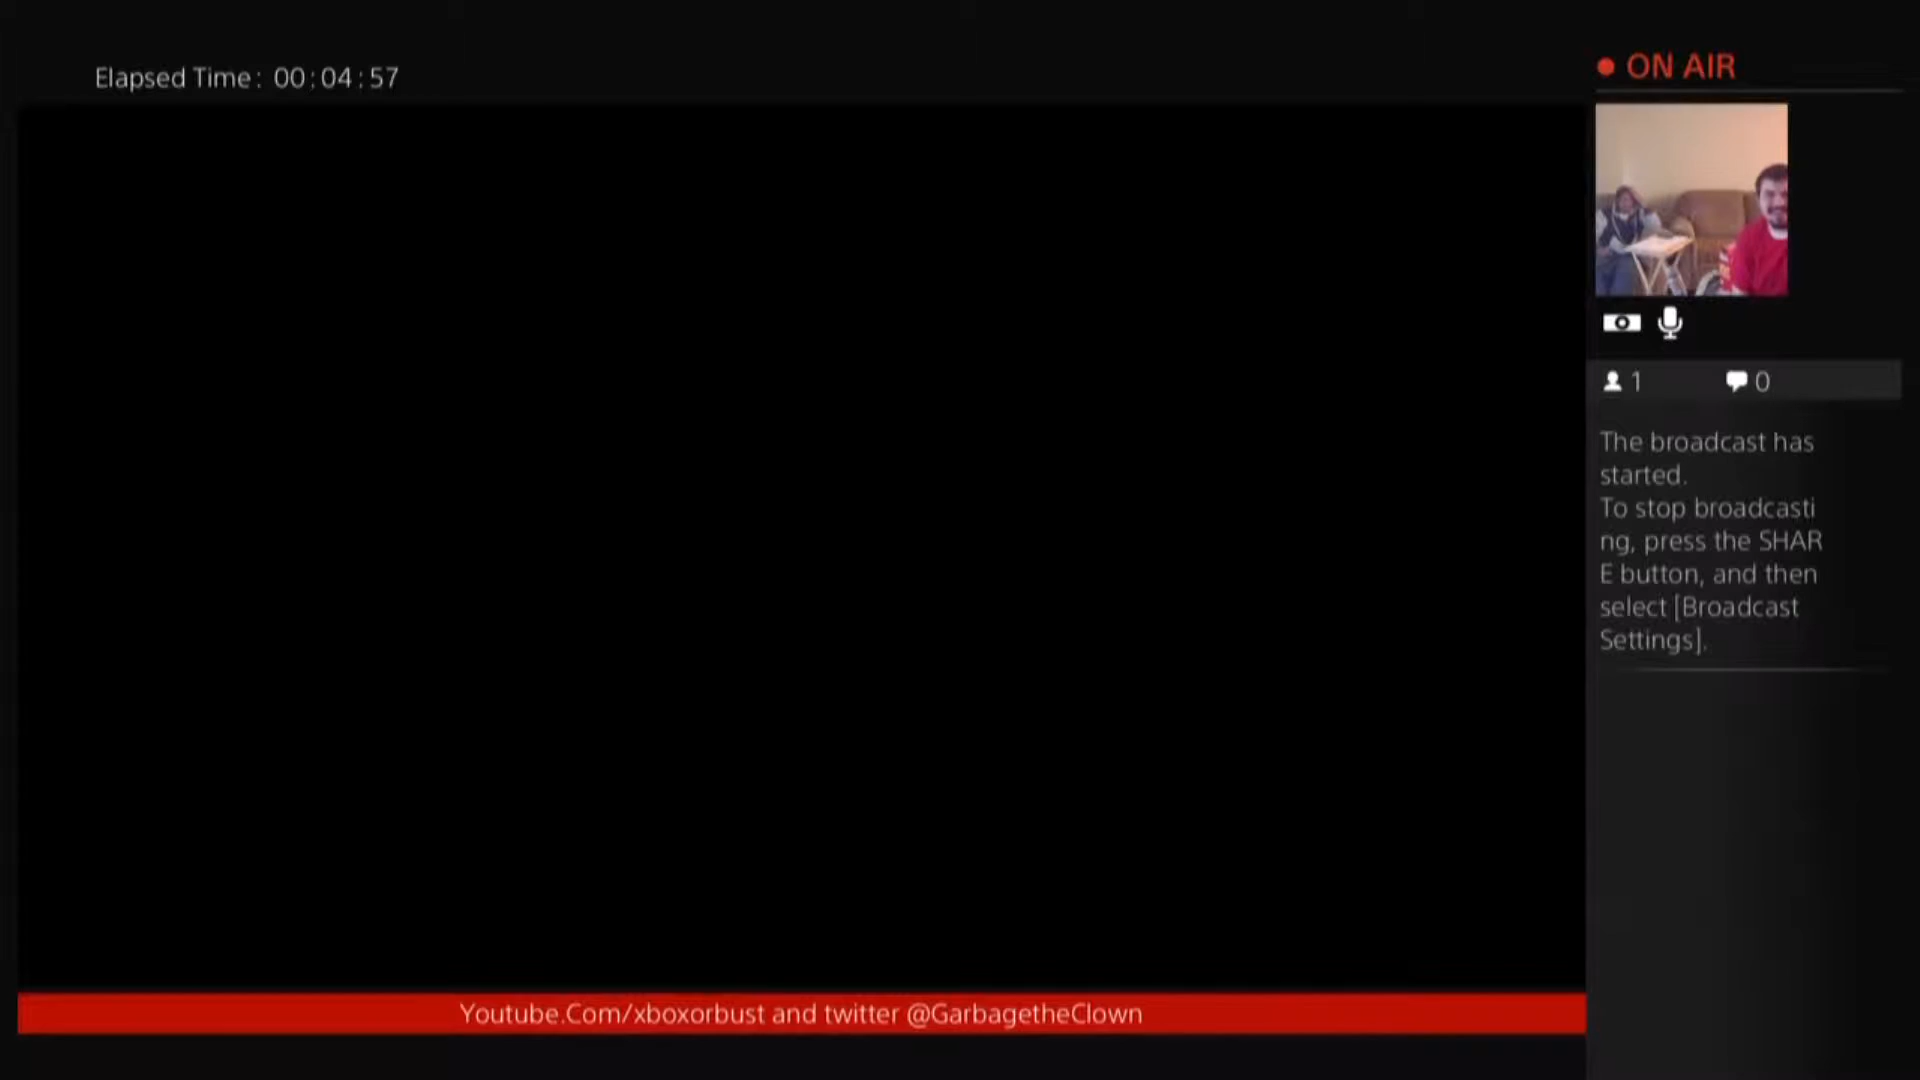 Elapsed Time: 00:04:57
ON AIR
1 0
The broadcast has
started.
To stop broadcasti
ng, press the SHAR
E button, and then
select [Broadcast
Settings].
Youtube.Com/xboxorbust and twitter @GarbagetheClown